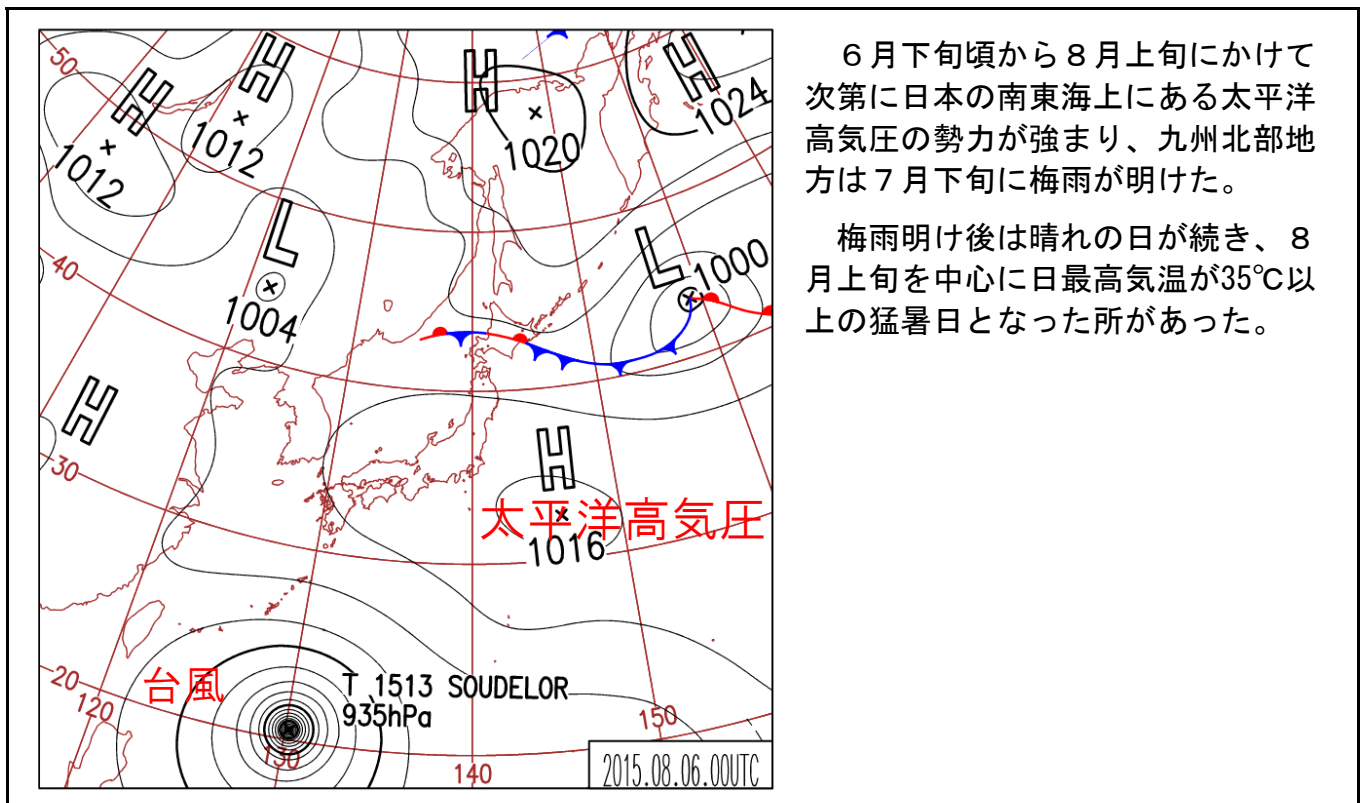 50
H
1012
H
1012
H
1020
H
1024
L
1004
L
1000
40
H
30
H
太平洋高気圧
1016
20
台風
T 1513 SOUDELOR
935hPa
120
130
140
150
2015.08.06.00UTC
６月下旬頃から８月上旬にかけて
次第に日本の南東海上にある太平洋
高気圧の勢力が強まり、九州北部地
方は７月下旬に梅雨が明けた。
梅雨明け後は晴れの日が続き、８
月上旬を中心に日最高気温が35℃以
上の猛暑日となった所があった。